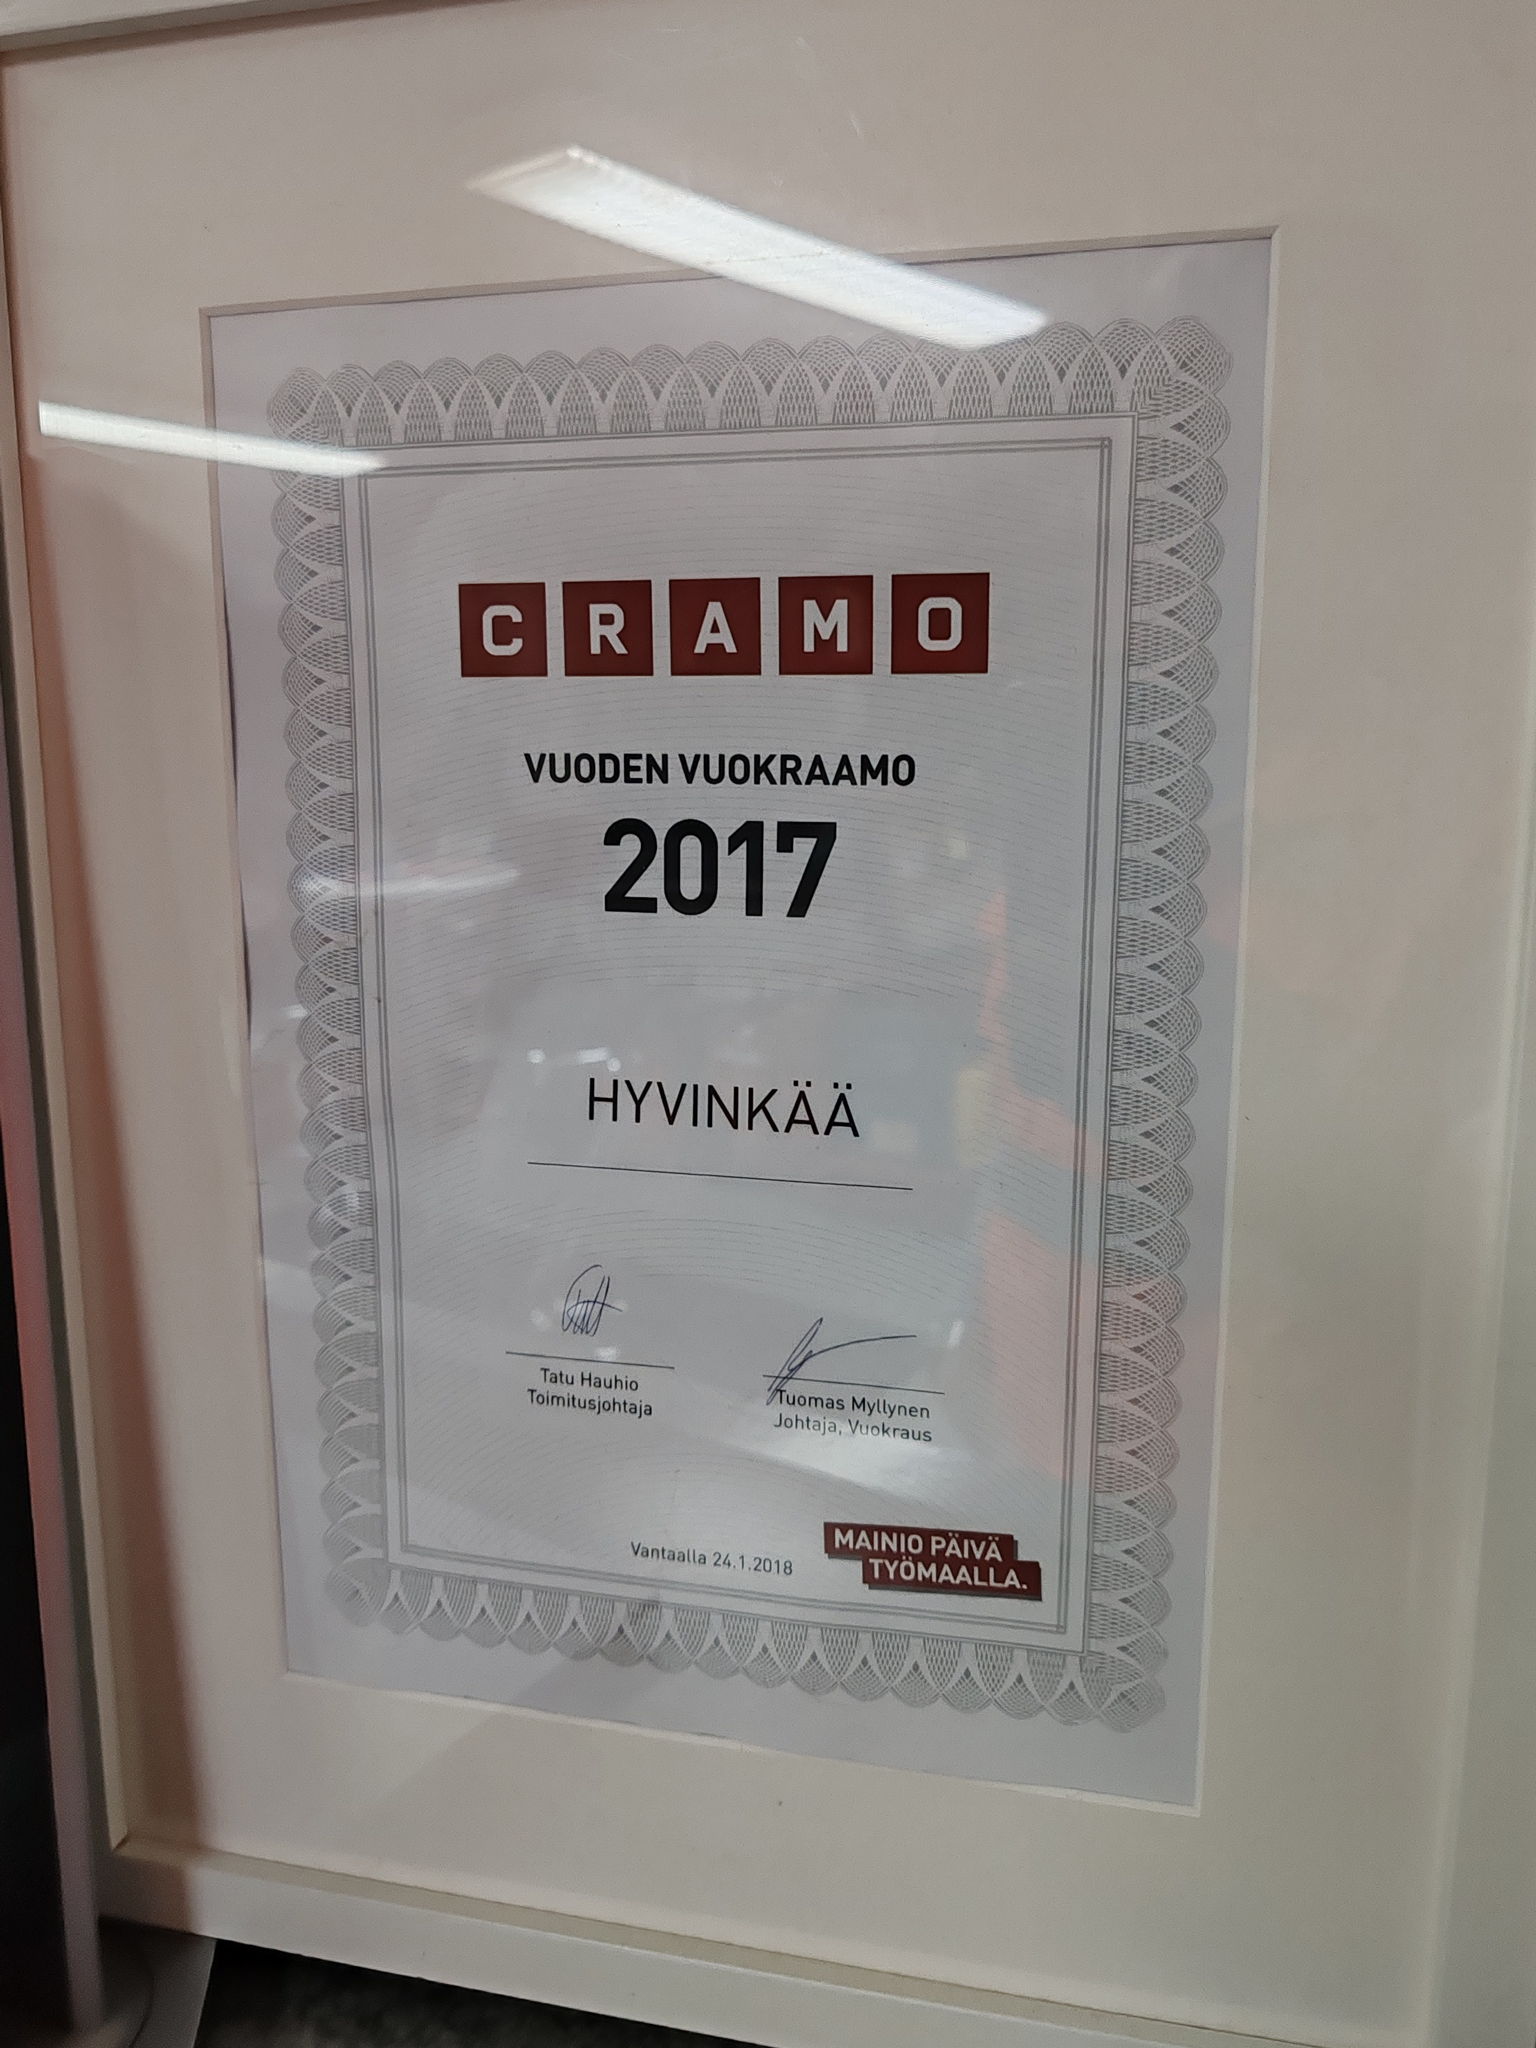 CRAMO
VUODEN VUOKRAAMO
2017
HYVINKÄÄ
Tatu Hauhio
Toimitusjohtaja
Tuomas Myllynen
Johtaja, Vuokraus
Vantaalla 24.1.2018
MAINIO PÄIVÄ
TYÖMAALLA.